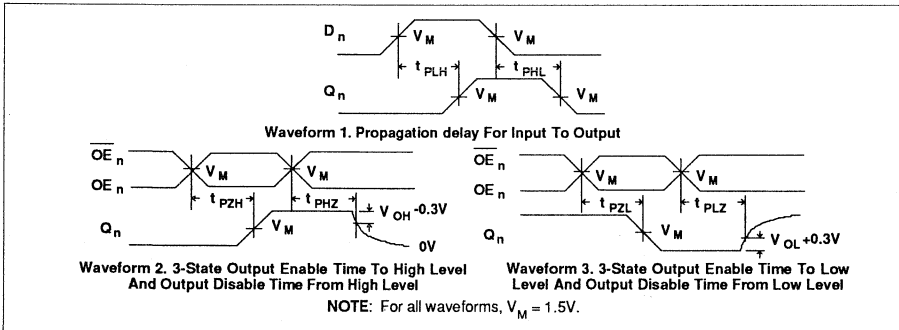 Dn
VM
VM
tPLH
tPHL
Qn
VM
VM
Waveform 1. Propagation delay For Input To Output
OEn
VM
VM
OEn
tPZH
tPHZ
VOH -0.3V
Qn
VM
0V
Waveform 2. 3-State Output Enable Time To High Level
And Output Disable Time From High Level
OEn
VM
VM
OEn
tPZL
tPLZ
Qn
VM
VOL +0.3V
Waveform 3. 3-State Output Enable Time To Low
Level And Output Disable Time From Low Level
NOTE: For all waveforms, VM = 1.5V.